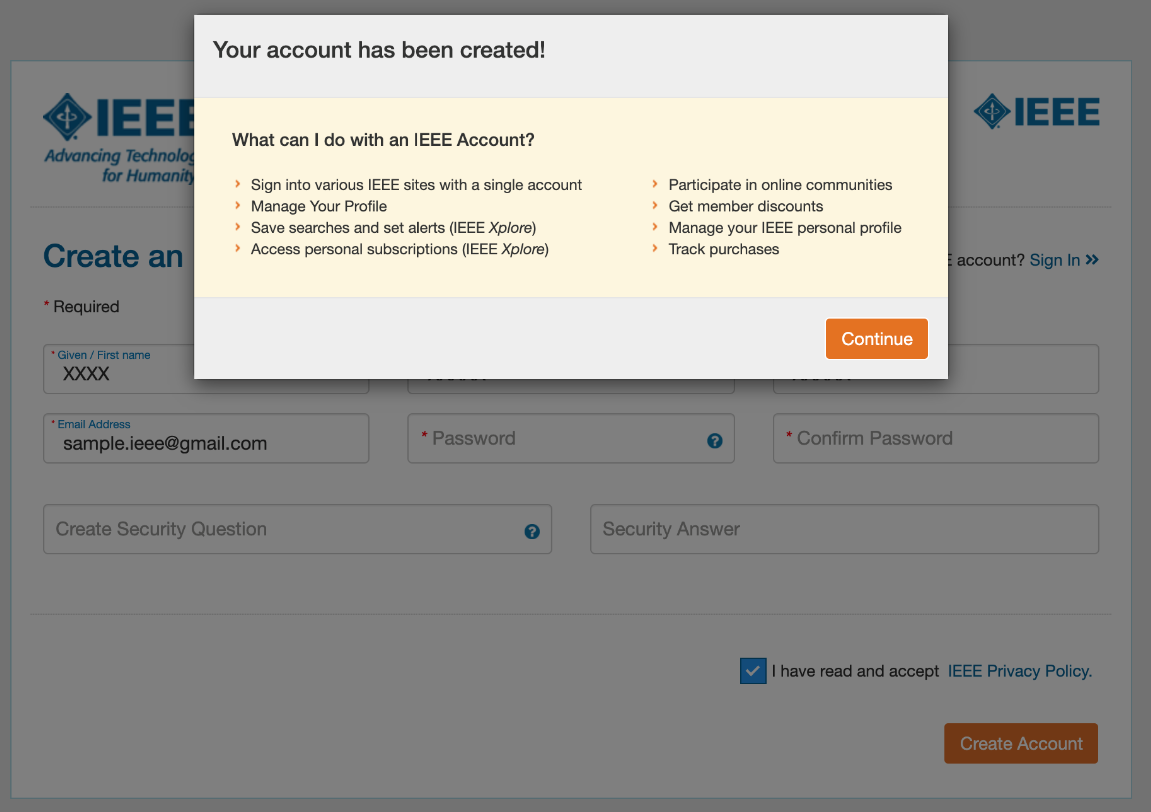 Your account has been created!
IEEE
Advancing Technolog
for Humanity
IEEE
What can I do with an IEEE Account?
Sign into various IEEE sites with a single account
Manage Your Profile
Save searches and set alerts (IEEE Xplore)
Access personal subscriptions (IEEE Xplore)
Participate in online communities
Get member discounts
Manage your IEEE personal profile
Track purchases
Create an
account? Sign In »
* Required
Continue
* Given / First name
XXXX
* Email Address
sample.ieee@gmail.com
* Password
?
* Confirm Password
Create Security Question
?
Security Answer
I have read and accept IEEE Privacy Policy.
Create Account